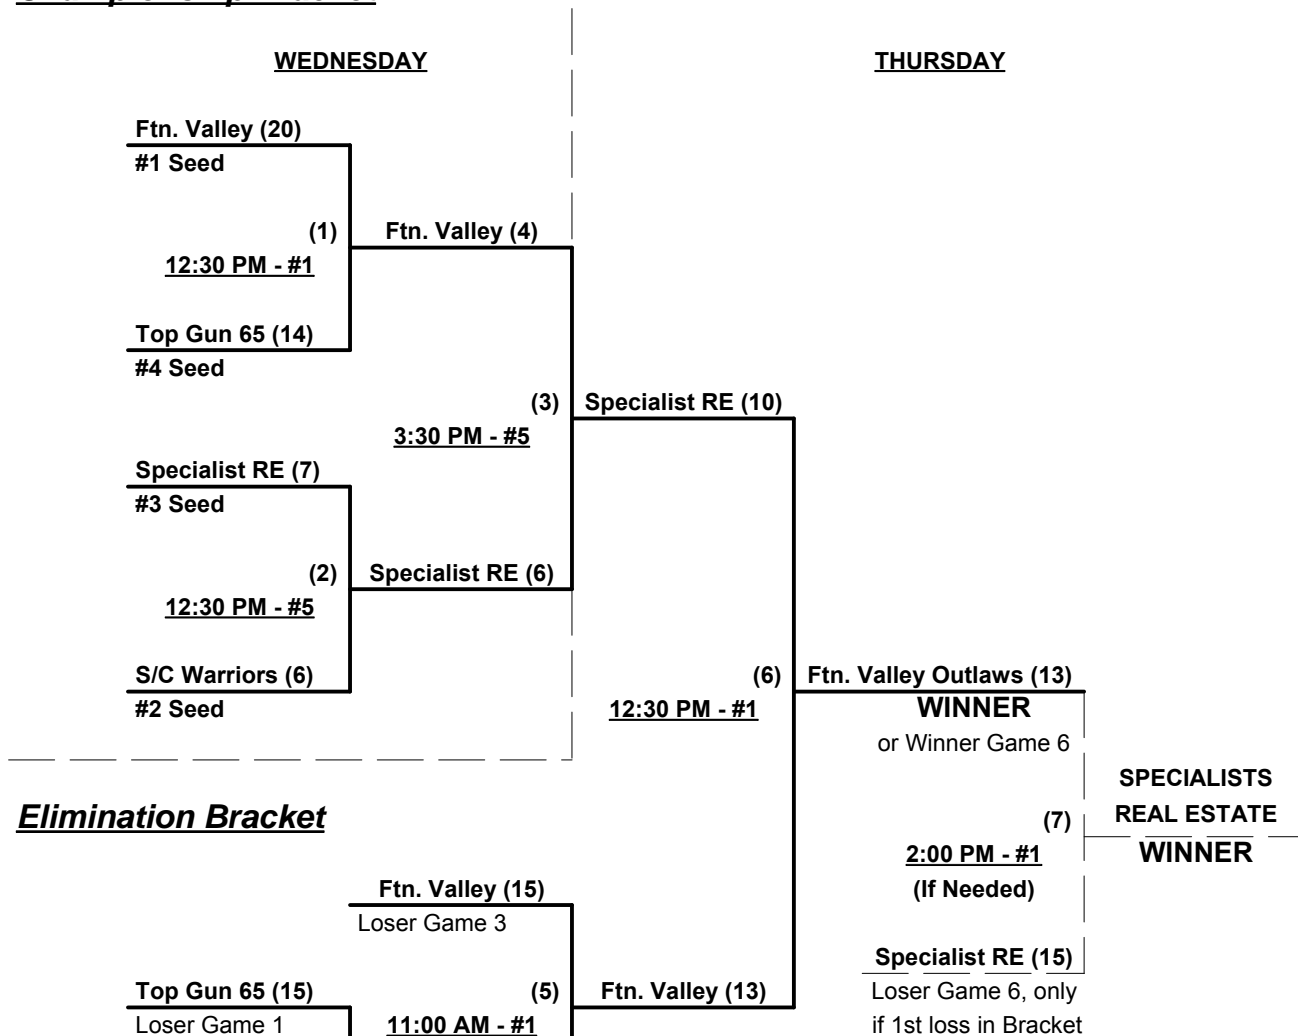 WEDNESDAY
THURSDAY
Ftn. Valley (20)
#1 Seed
(1)
Ftn. Valley (4)
12:30 PM - #1
Top Gun 65 (14)
#4 Seed
(3)
Specialist RE (10)
3:30 PM - #5
Specialist RE (7)
#3 Seed
(2)
Specialist RE (6)
12:30 PM - #5
S/C Warriors (6)
#2 Seed
(6)
Ftn. Valley Outlaws (13)
12:30 PM - #1
WINNER
or Winner Game 6
SPECIALISTS
REAL ESTATE
WINNER
(7)
2:00 PM - #1
(If Needed)
Elimination Bracket
Ftn. Valley (15)
Loser Game 3
Specialist RE (15)
Top Gun 65 (15)
(5)
Ftn. Valley (13)
Loser Game 6, only
Loser Game 1
11:00 AM - #1
if 1st loss in Bracket